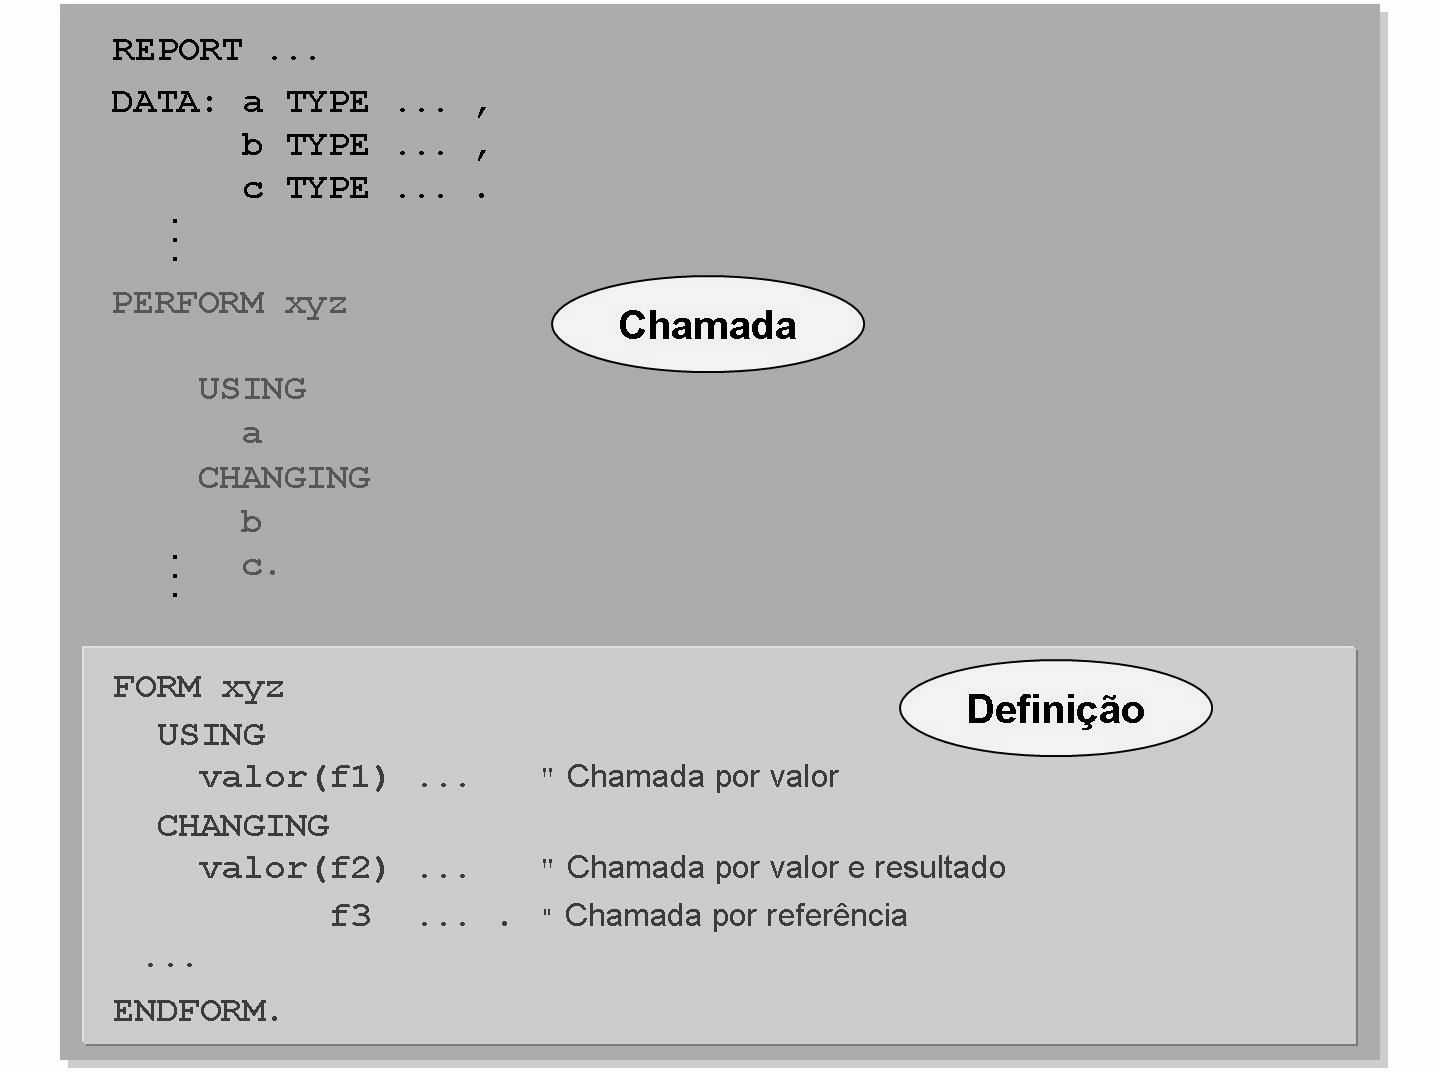 REPORT ...
DATA: a TYPE ... ,
b TYPE ... ,
c TYPE ... .
.
.
.
PERFORM xyz
Chamada
USING
a
CHANGING
b
c.
.
.
.
FORM xyz
Definição
USING
valor(f1) ... " Chamada por valor
CHANGING
valor(f2) ... " Chamada por valor e resultado
f3 ... . " Chamada por referência
...
ENDFORM.